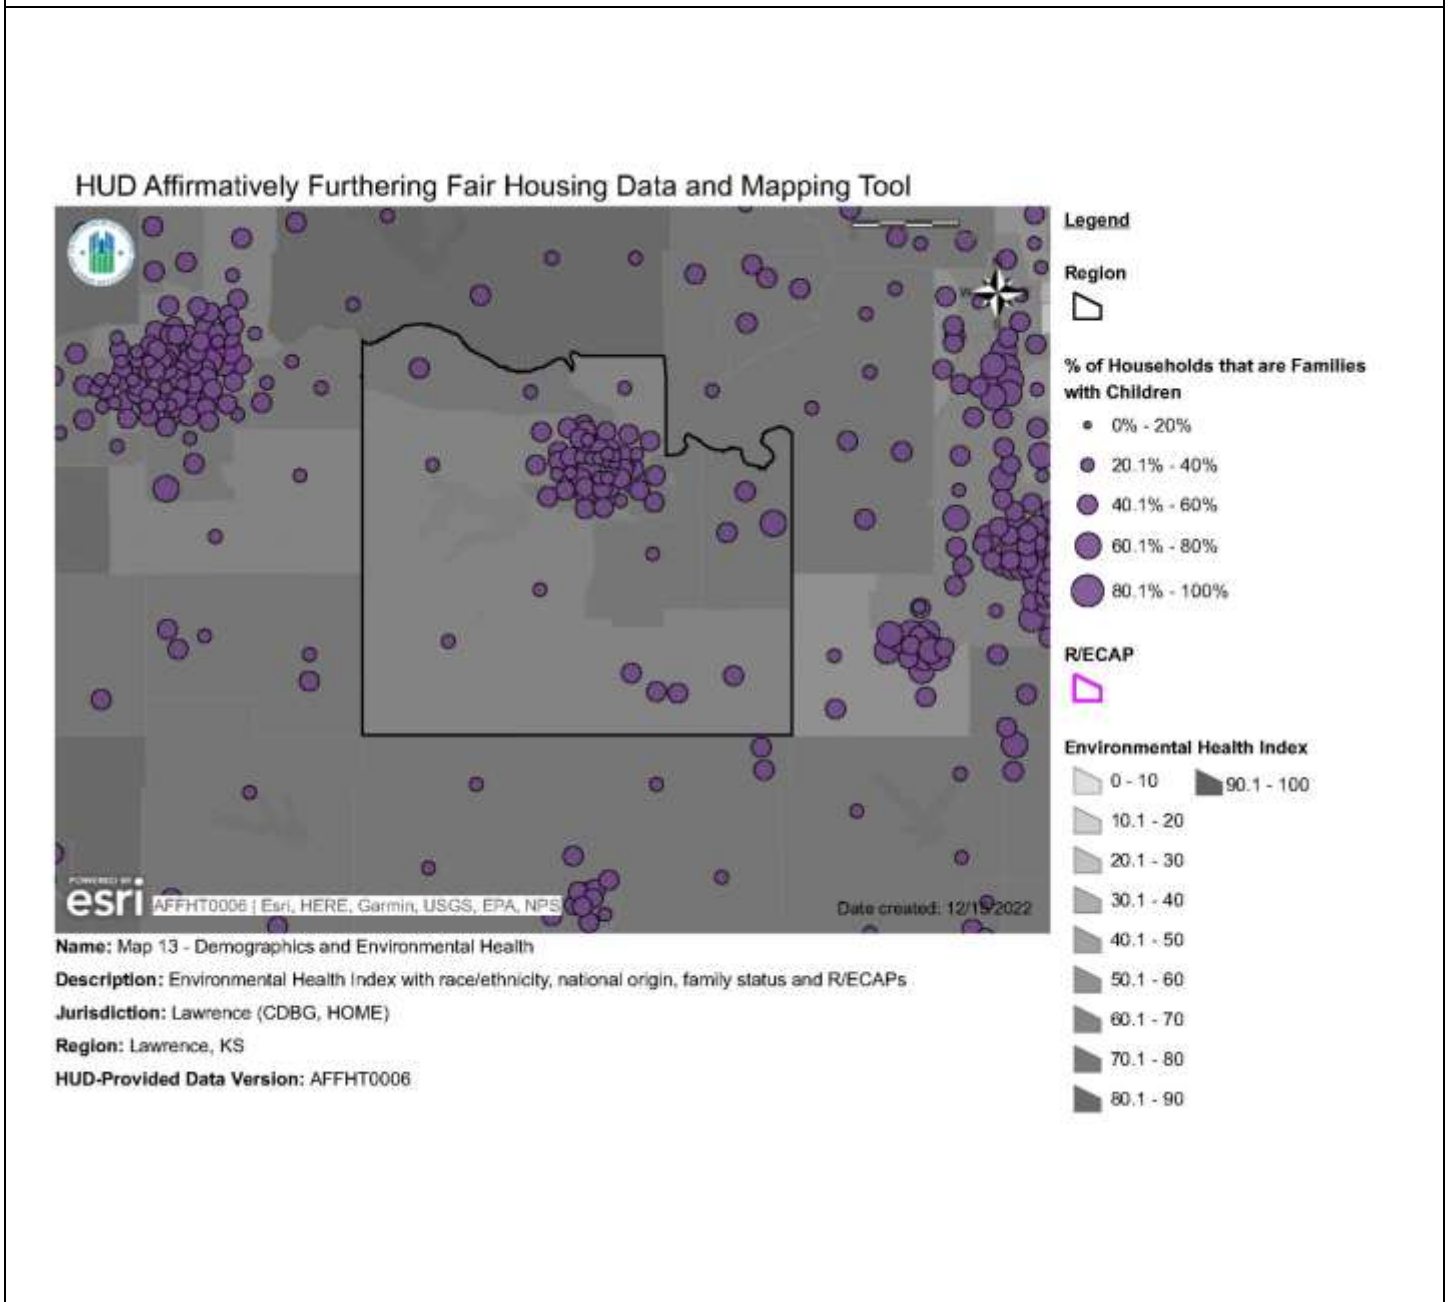 HUD Affirmatively Furthering Fair Housing Data and Mapping Tool
Legend
Region
% of Households that are Families
with Children
0% - 20%
20.1% - 40%
40.1% - 60%
60.1% - 80%
80.1% - 100%
R/ECAP
Environmental Health Index
0 - 10
90.1 - 100
10.1 - 20
20.1 - 30
30.1 - 40
40.1 - 50
50.1 - 60
60.1 - 70
70.1 - 80
80.1 - 90
POWERED BY
esri
AFFHT0006 | Esri, HERE, Garmin, USGS, EPA, NPS
Date created: 12/15/2022
Name: Map 13 - Demographics and Environmental Health
Description: Environmental Health Index with race/ethnicity, national origin, family status and R/ECAPs
Jurisdiction: Lawrence (CDBG, HOME)
Region: Lawrence, KS
HUD-Provided Data Version: AFFHT0006